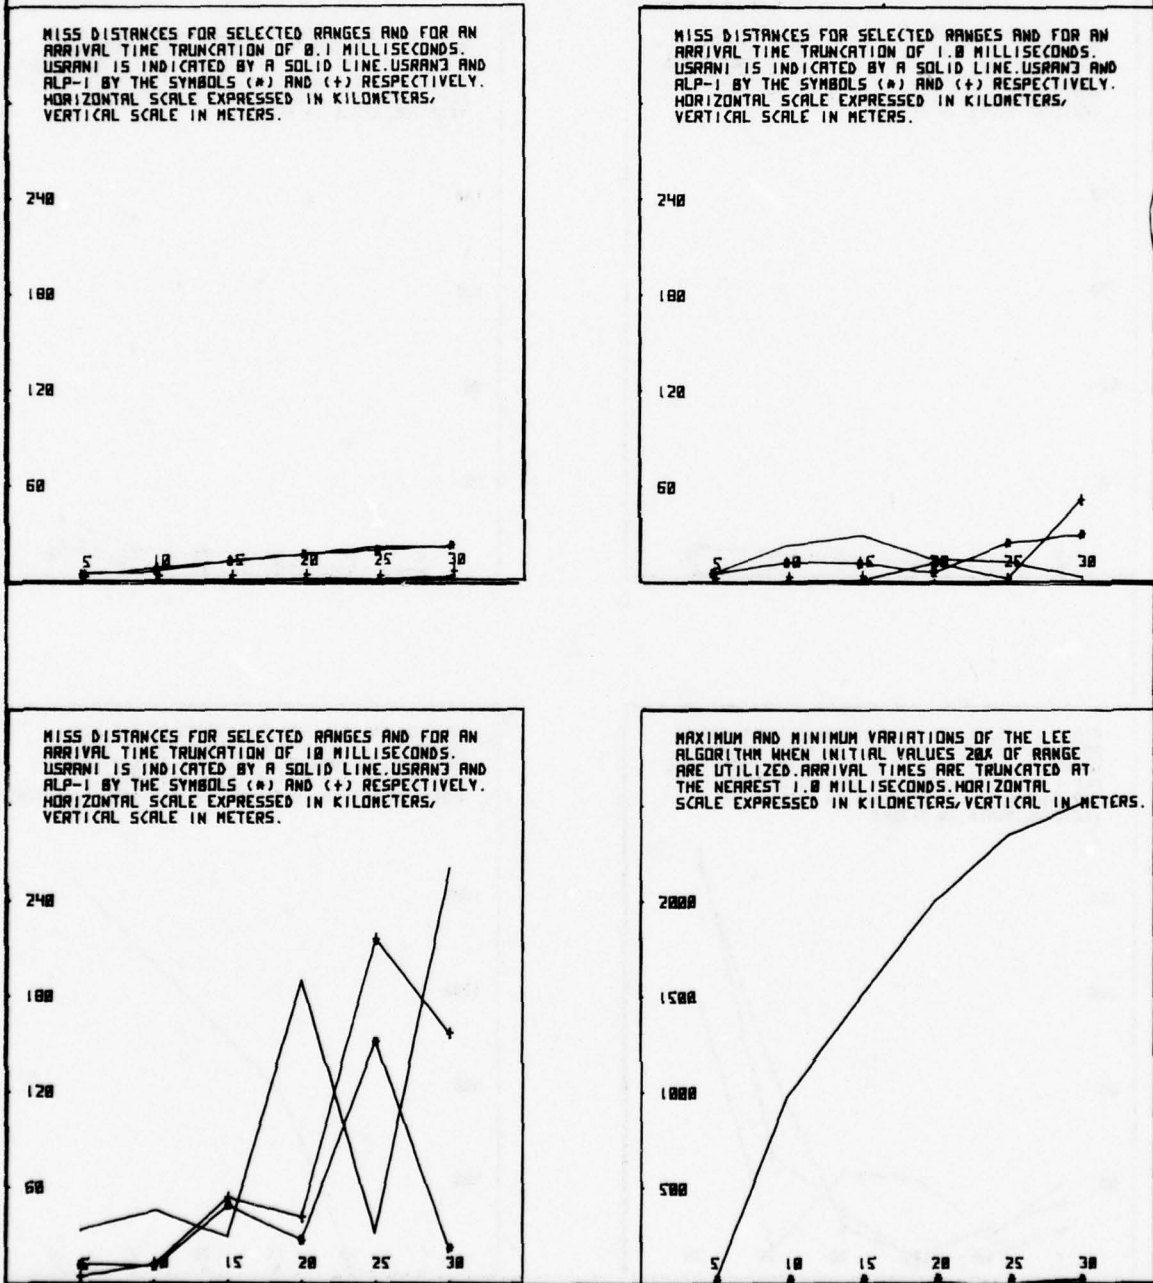 MISS DISTANCES FOR SELECTED RANGES AND FOR AN
ARRIVAL TIME TRUNCATION OF 0.1 MILLISECONDS.
USRAN1 IS INDICATED BY A SOLID LINE.USRAN3 AND
ALP-1 BY THE SYMBOLS (*) AND (+) RESPECTIVELY.
HORIZONTAL SCALE EXPRESSED IN KILOMETERS,
VERTICAL SCALE IN METERS.
240
180
120
60
5 10 15 20 25 30
MISS DISTANCES FOR SELECTED RANGES AND FOR AN
ARRIVAL TIME TRUNCATION OF 1.0 MILLISECONDS.
USRAN1 IS INDICATED BY A SOLID LINE.USRAN3 AND
ALP-1 BY THE SYMBOLS (*) AND (+) RESPECTIVELY.
HORIZONTAL SCALE EXPRESSED IN KILOMETERS,
VERTICAL SCALE IN METERS.
240
180
120
60
5 10 15 20 25 30
MISS DISTANCES FOR SELECTED RANGES AND FOR AN
ARRIVAL TIME TRUNCATION OF 10 MILLISECONDS.
USRAN1 IS INDICATED BY A SOLID LINE.USRAN3 AND
ALP-1 BY THE SYMBOLS (*) AND (+) RESPECTIVELY.
HORIZONTAL SCALE EXPRESSED IN KILOMETERS,
VERTICAL SCALE IN METERS.
240
180
120
60
5 10 15 20 25 30
MAXIMUM AND MINIMUM VARIATIONS OF THE LEE
ALGORITHM WHEN INITIAL VALUES 20% OF RANGE
ARE UTILIZED.ARRIVAL TIMES ARE TRUNCATED AT
THE NEAREST 1.0 MILLISECONDS.HORIZONTAL
SCALE EXPRESSED IN KILOMETERS,VERTICAL IN METERS.
2000
1500
1000
500
5 10 15 20 25 30